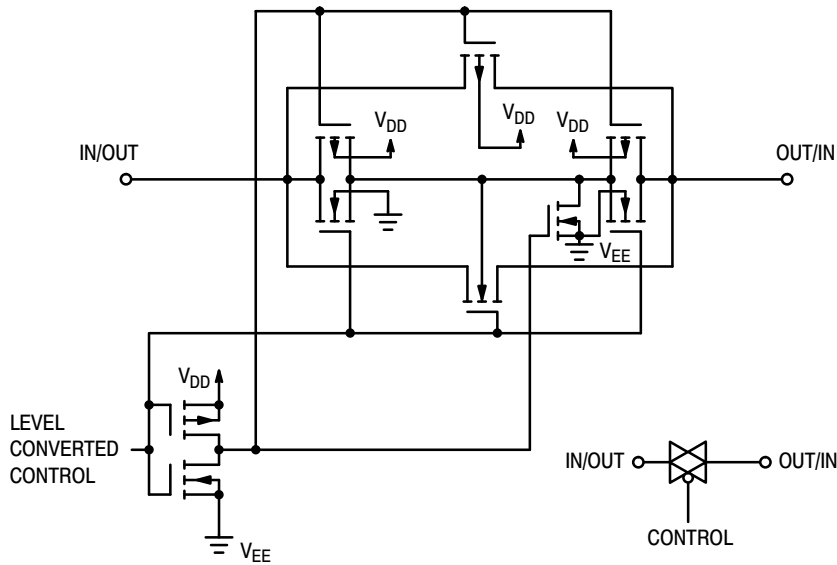 V_DD
V_DD
V_DD
IN/OUT
OUT/IN
V_EE
V_DD
LEVEL
CONVERTED
CONTROL
V_EE
IN/OUT
OUT/IN
CONTROL